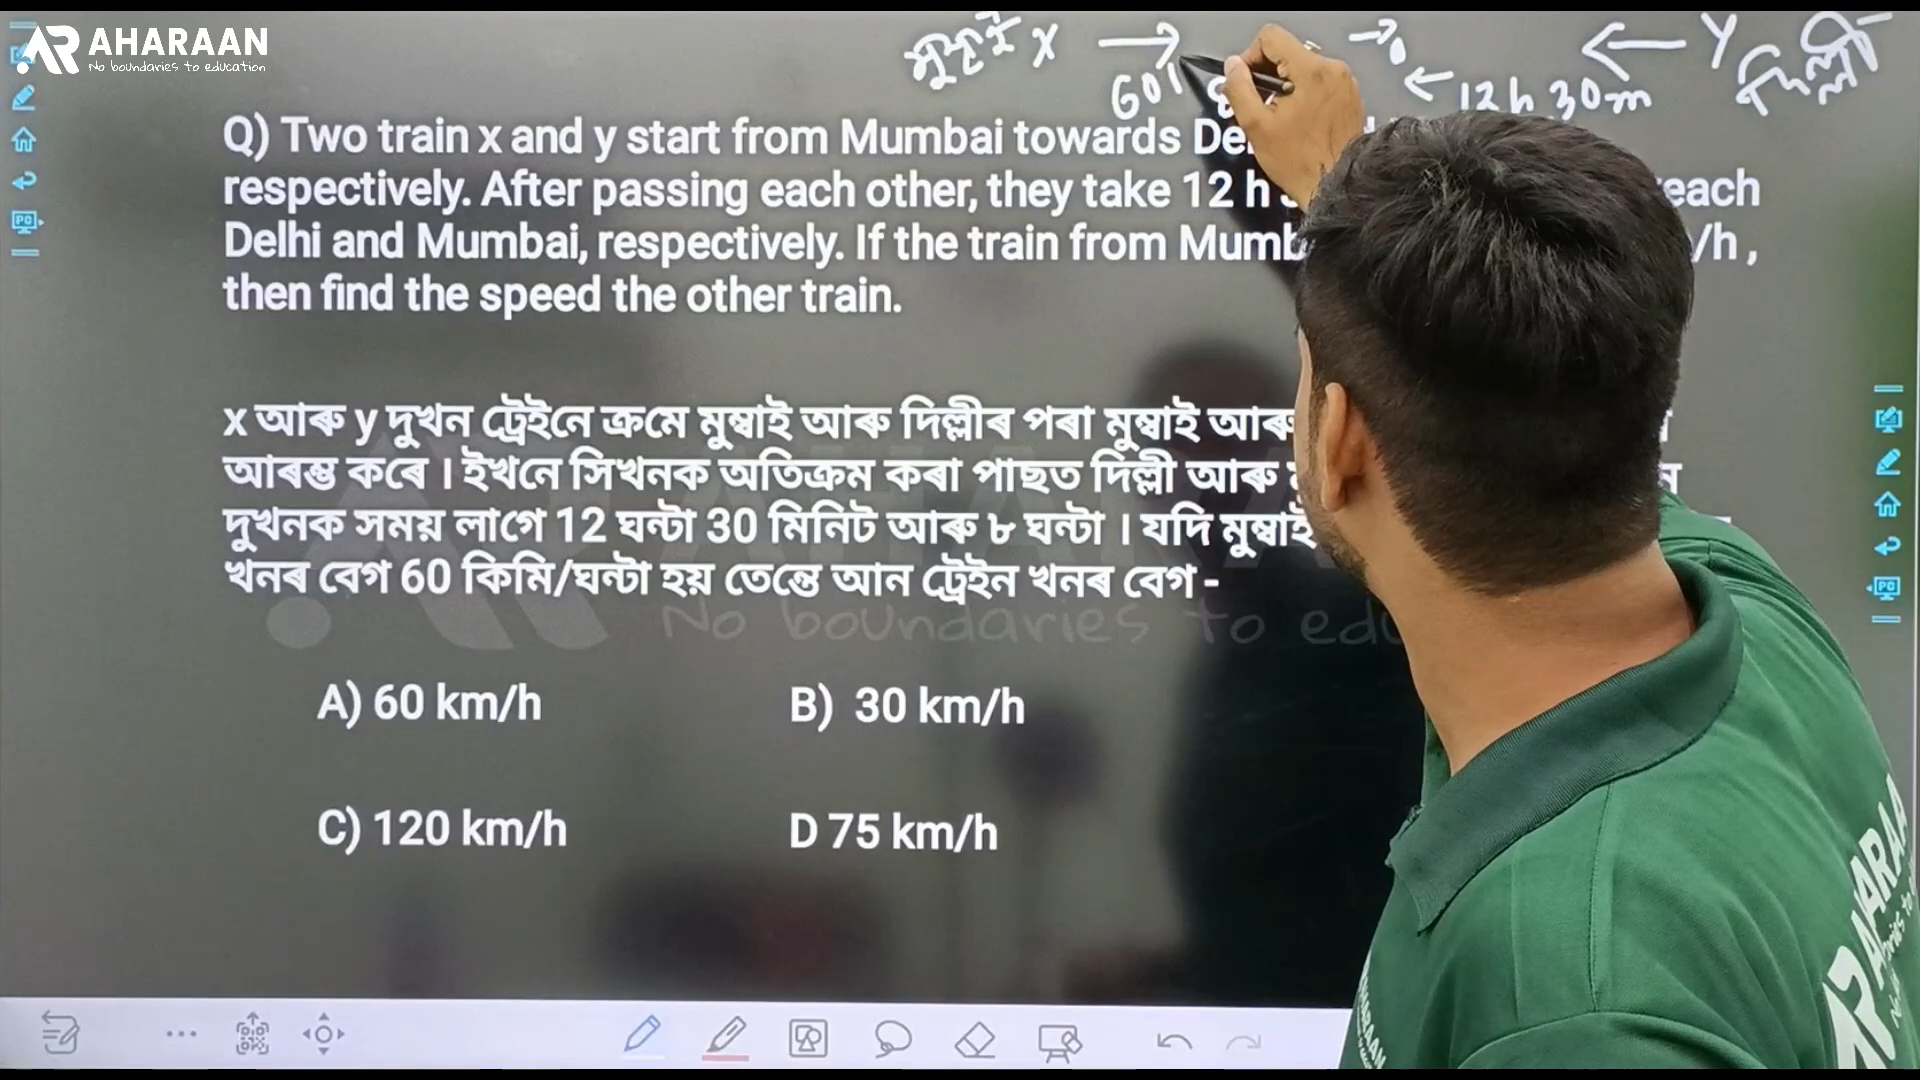 AHARAAN
No boundaries to education
মুম্বাই x → → ← y দিল্লী
60 8 ← 12 h 30m
Q) Two train x and y start from Mumbai towards
respectively. After passing each other, they take 12 h each
Delhi and Mumbai, respectively. If the train from /h ,
then find the speed the other train.
x আৰু y দুখন ট্ৰেইনে ক্ৰমে মুম্বাই আৰু দিল্লীৰ পৰা মুম্বাই আৰু
আৰম্ভ কৰে । ইখনে সিখনক অতিক্ৰম কৰা পাছত দিল্লী আৰু
দুখনক সময় লাগে 12 ঘন্টা 30 মিনিট আৰু ৮ ঘন্টা । যদি মুম্বাই
খনৰ বেগ 60 কিমি/ঘন্টা হয় তেন্তে আন ট্ৰেইন খনৰ বেগ -
No boundaries to
A) 60 km/h B) 30 km/h
C) 120 km/h D 75 km/h